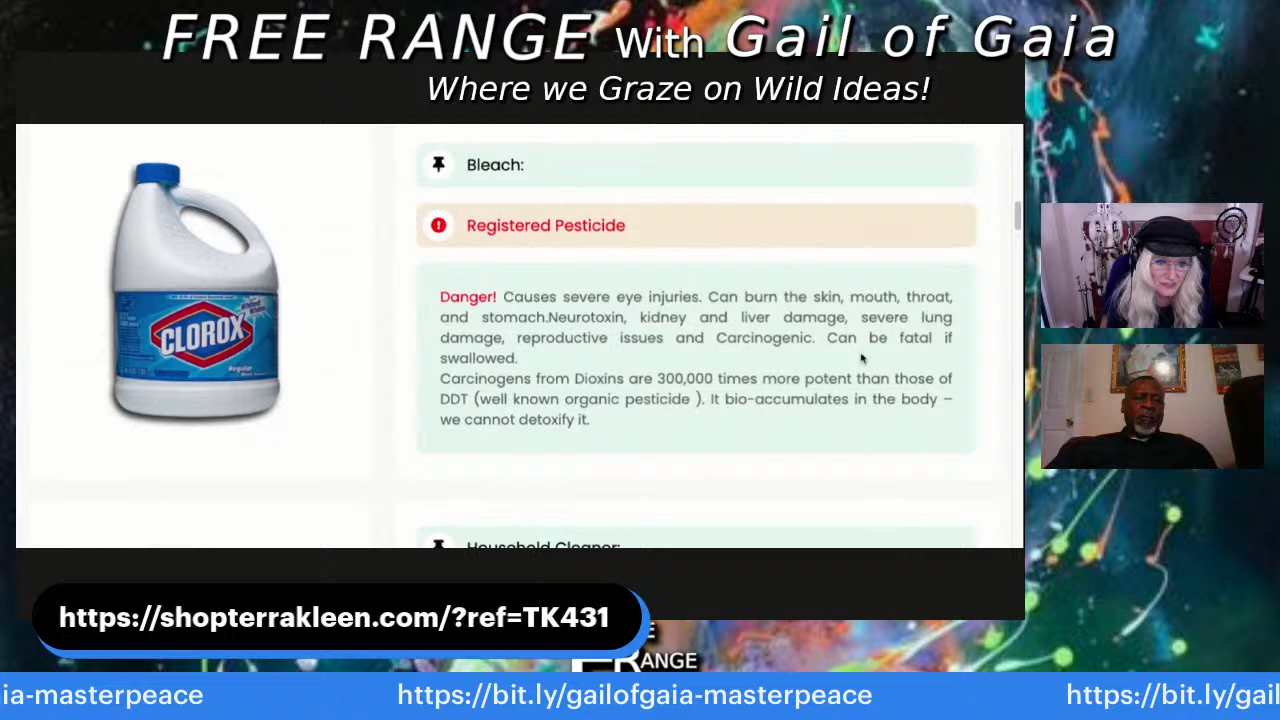 FREE RANGE With Gail of Gaia
Where we Graze on Wild Ideas!
Bleach:
Registered Pesticide
Danger! Causes severe eye injuries. Can burn the skin, mouth, throat,
and stomach.Neurotoxin, kidney and liver damage, severe lung
damage, reproductive issues and Carcinogenic. Can be fatal if
swallowed.
Carcinogens from Dioxins are 300,000 times more potent than those of
DDT (well known organic pesticide ). It bio-accumulates in the body –
we cannot detoxify it.
CLOROX
Regular
Household Cleaner:
https://shopterrakleen.com/?ref=TK431
RANGE
ia-masterpeace https://bit.ly/gailofgaia-masterpeace https://bit.ly/gail